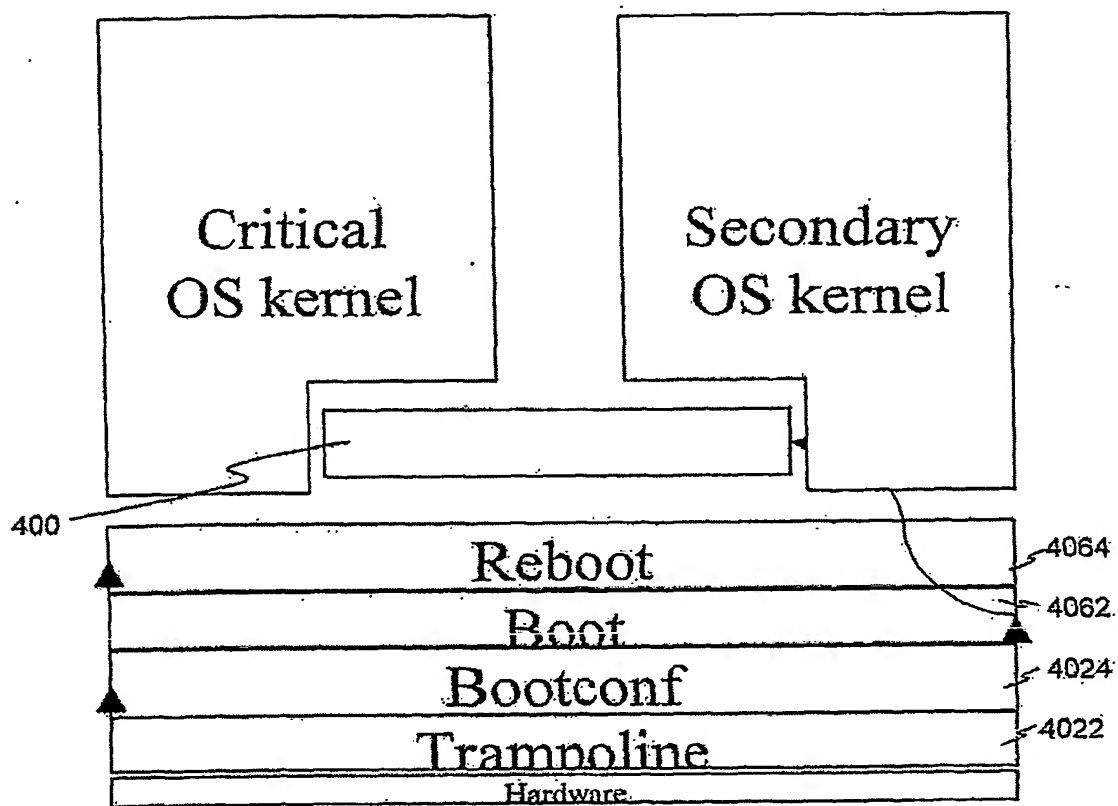 Critical
OS kernel
Secondary
OS kernel
400
Reboot
4064
Boot
4062
Bootconf
4024
Trampoline
4022
Hardware